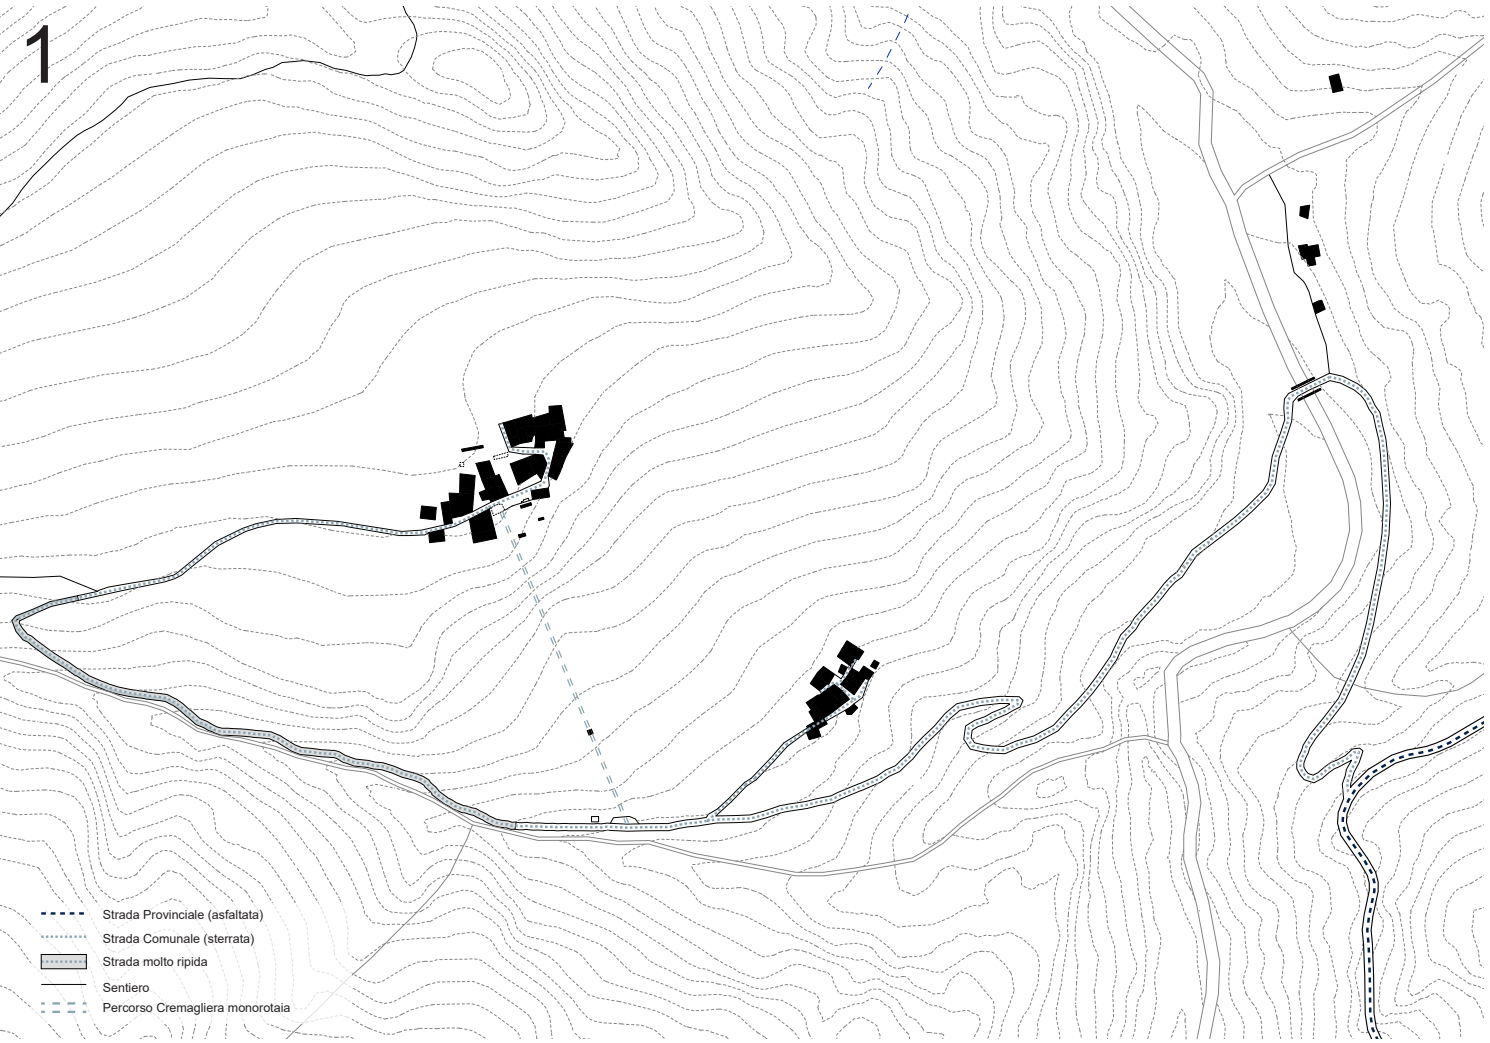 1
Strada Provinciale (asfaltata)
Strada Comunale (sterrata)
Strada molto ripida
Sentiero
Percorso Cremagliera monorotaia